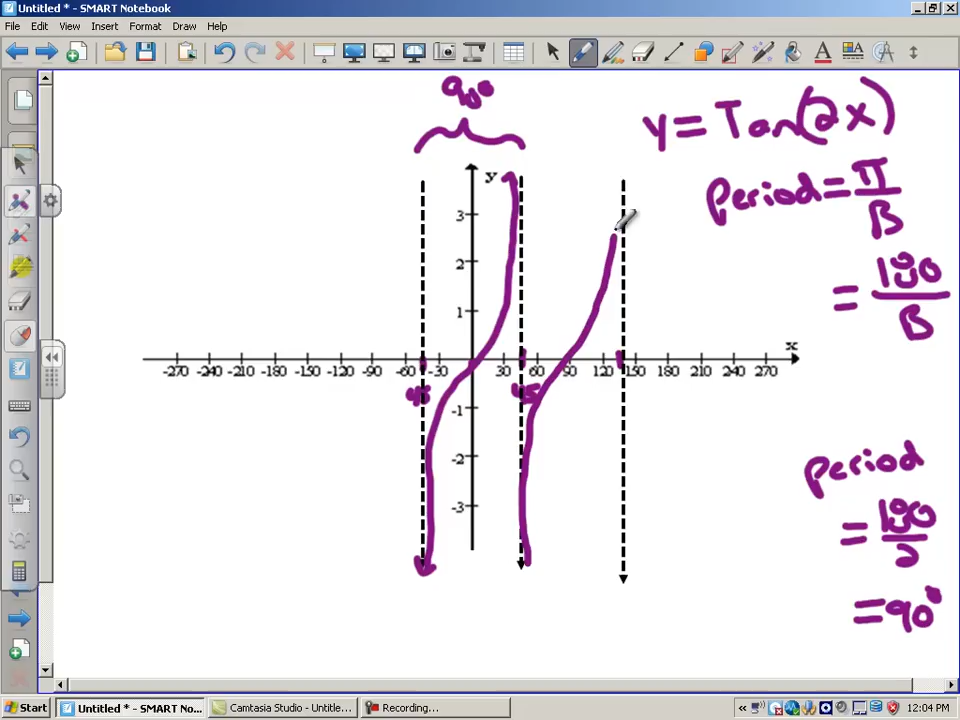 Untitled * - SMART Notebook
File Edit View Insert Format Draw Help
90°
y = Tan(2x)
y
period = π/B
= 180/B
3
2
1
x
-270 -240 -210 -180 -150 -120 -90 -60 -30 30 60 90 120 150 180 210 240 270
45 45
-1
-2
-3
period
= 180/2
= 90°
Start Untitled * - SMART No... Camtasia Studio - Untitle... Recording... 12:04 PM